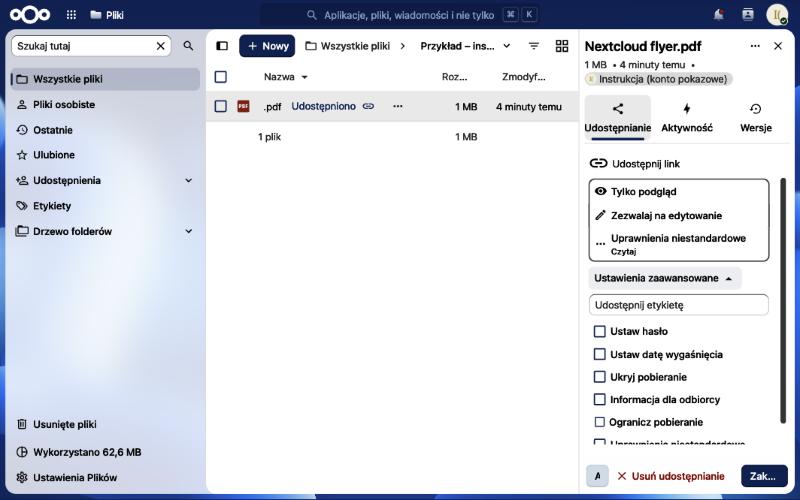 Pliki
Aplikacje, pliki, wiadomości i nie tylko ⌘ K
Szukaj tutaj
Wszystkie pliki
Pliki osobiste
Ostatnie
Ulubione
Udostępnienia
Etykiety
Drzewo folderów
Usunięte pliki
Wykorzystano 62,6 MB
Ustawienia Plików
+ Nowy
Wszystkie pliki > Przykład – ins...
Nazwa Roz... Zmodyf...
PDF .pdf Udostępniono ... 1 MB 4 minuty temu
1 plik 1 MB
Nextcloud flyer.pdf
1 MB • 4 minuty temu •
Instrukcja (konto pokazowe)
Udostępnianie Aktywność Wersje
Udostępnij link
Tylko podgląd
Zezwalaj na edytowanie
Uprawnienia niestandardowe
Czytaj
Ustawienia zaawansowane
Udostępnij etykietę
Ustaw hasło
Ustaw datę wygaśnięcia
Ukryj pobieranie
Informacja dla odbiorcy
Ogranicz pobieranie
Uprawnienia niestandardowe
A Usuń udostępnianie Zak...